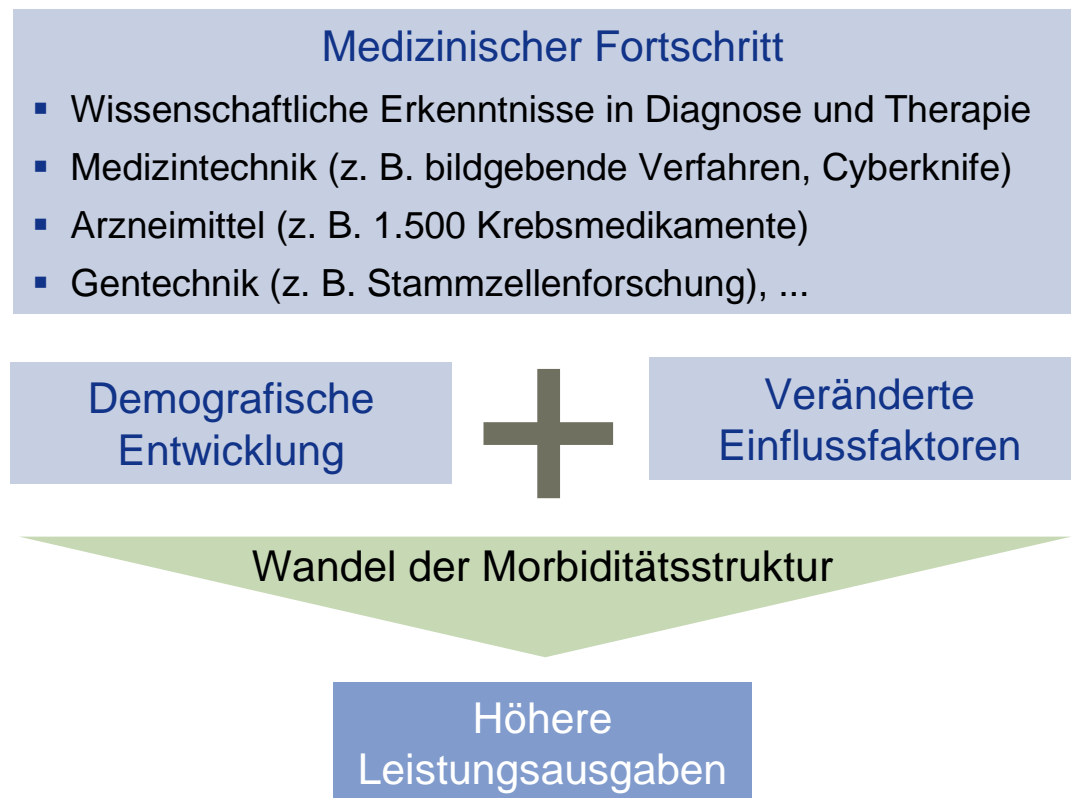 Medizinischer Fortschritt
▪ Wissenschaftliche Erkenntnisse in Diagnose und Therapie
▪ Medizintechnik (z. B. bildgebende Verfahren, Cyberknife)
▪ Arzneimittel (z. B. 1.500 Krebsmedikamente)
▪ Gentechnik (z. B. Stammzellenforschung), ...
Demografische
Entwicklung
Veränderte
Einflussfaktoren
Wandel der Morbiditätsstruktur
Höhere
Leistungsausgaben